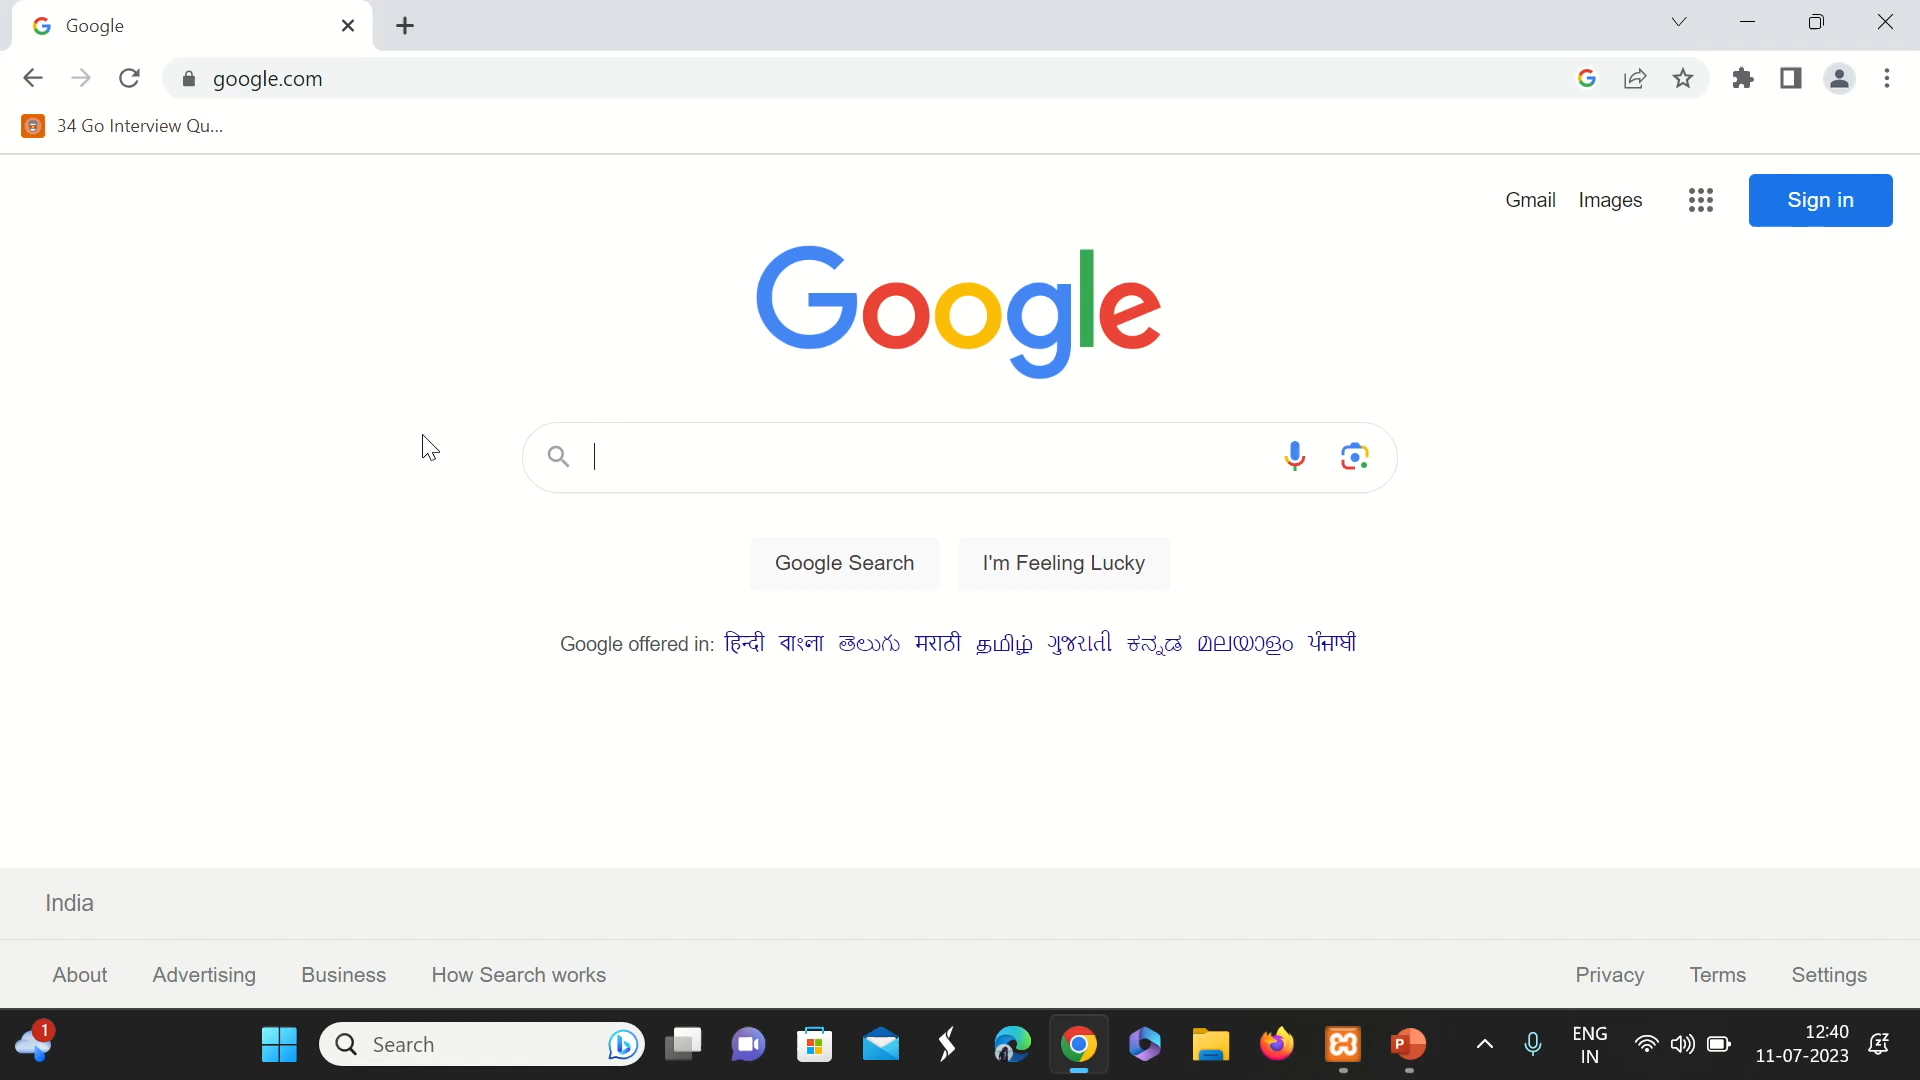 Google
google.com
34 Go Interview Qu...
Gmail Images Sign in
Google
Google Search I'm Feeling Lucky
Google offered in: हिन्दी বাংলা తెలుగు मराठी தமிழ் ગુજરાતી ಕನ್ನಡ മലയാളം ਪੰਜਾਬੀ
India
About Advertising Business How Search works Privacy Terms Settings
1 Search P ENG 12:40
IN 11-07-2023